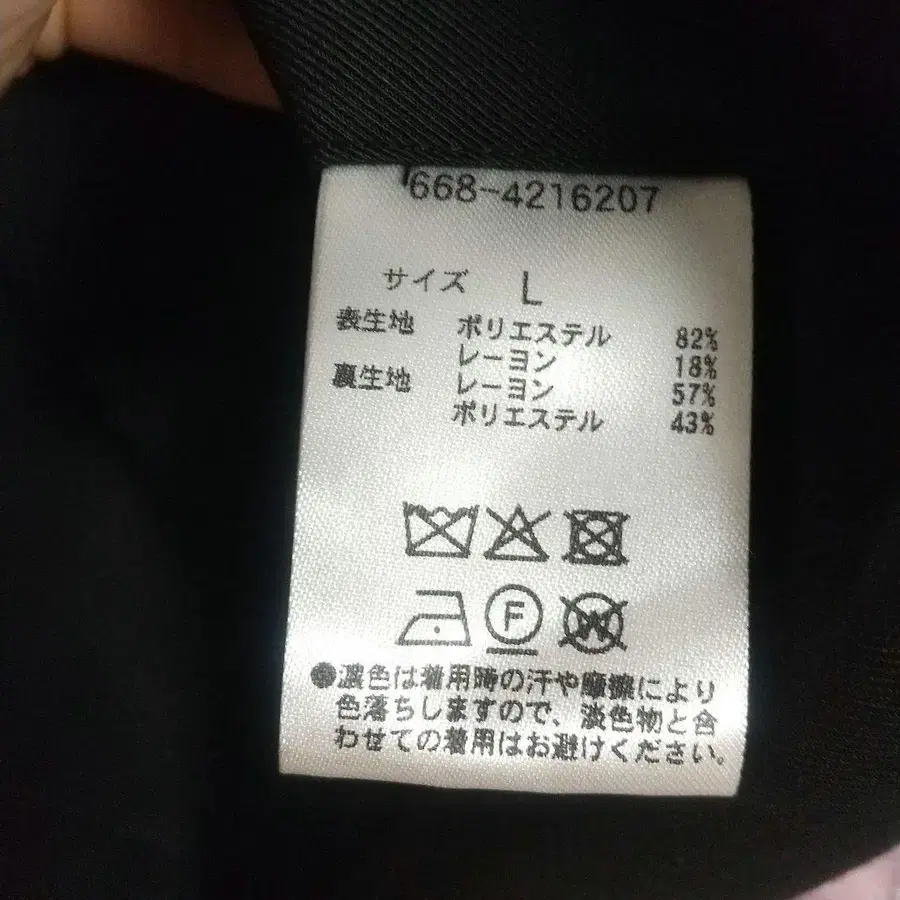 668-4216207
サイズ L
表生地 ポリエステル 82%
レーヨン 18%
裏生地 レーヨン 57%
ポリエステル 43%
F
W
●濃色は着用時の汗や摩擦により
色落ちしますので、淡色物と合
わせての着用はお避けください。